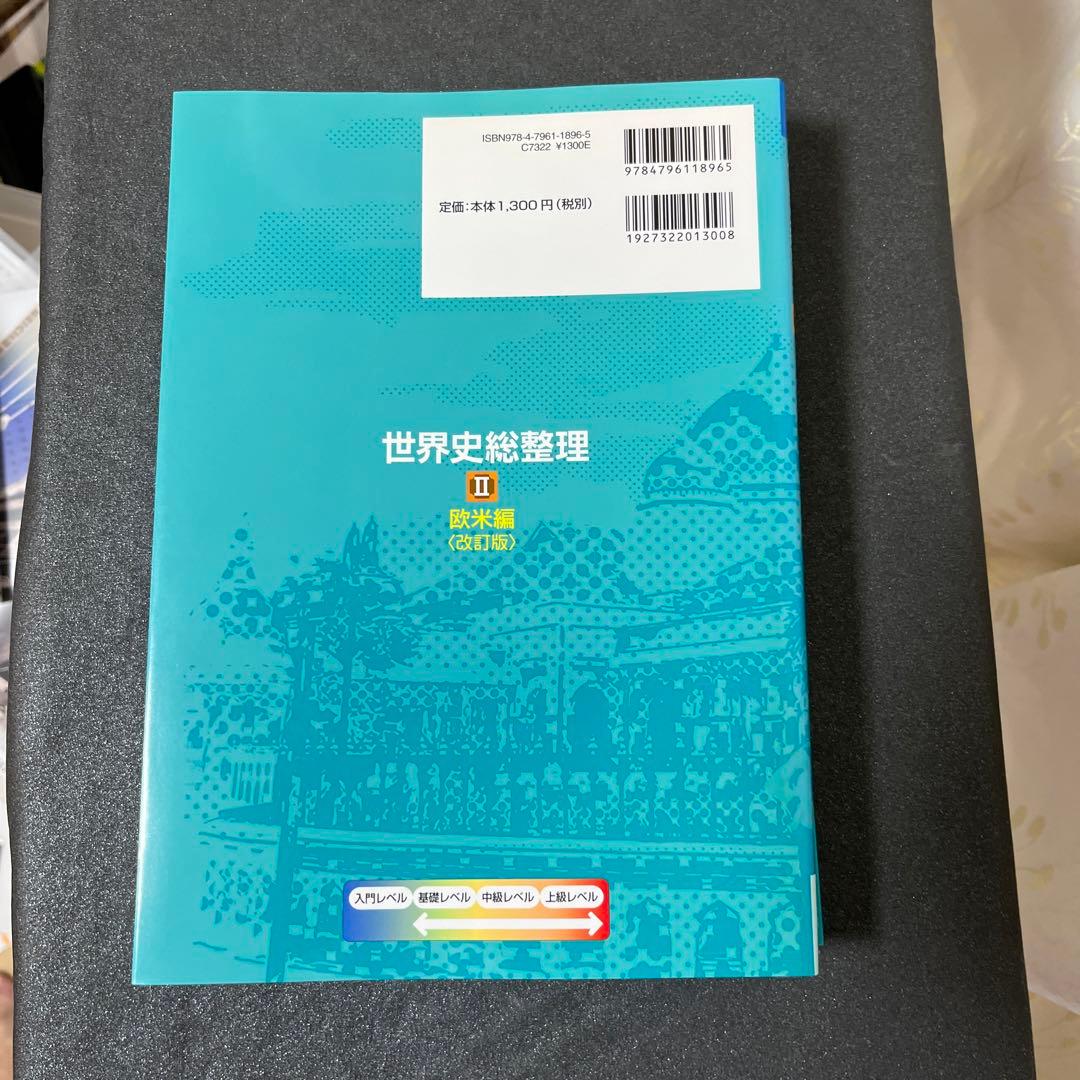 ISBN978-4-7961-1896-5
C7322 ¥1300E
9784796118965
定価:本体1,300円(税別)
1927322013008
世界史総整理
II
欧米編
〈改訂版〉
入門レベル 基礎レベル 中級レベル 上級レベル